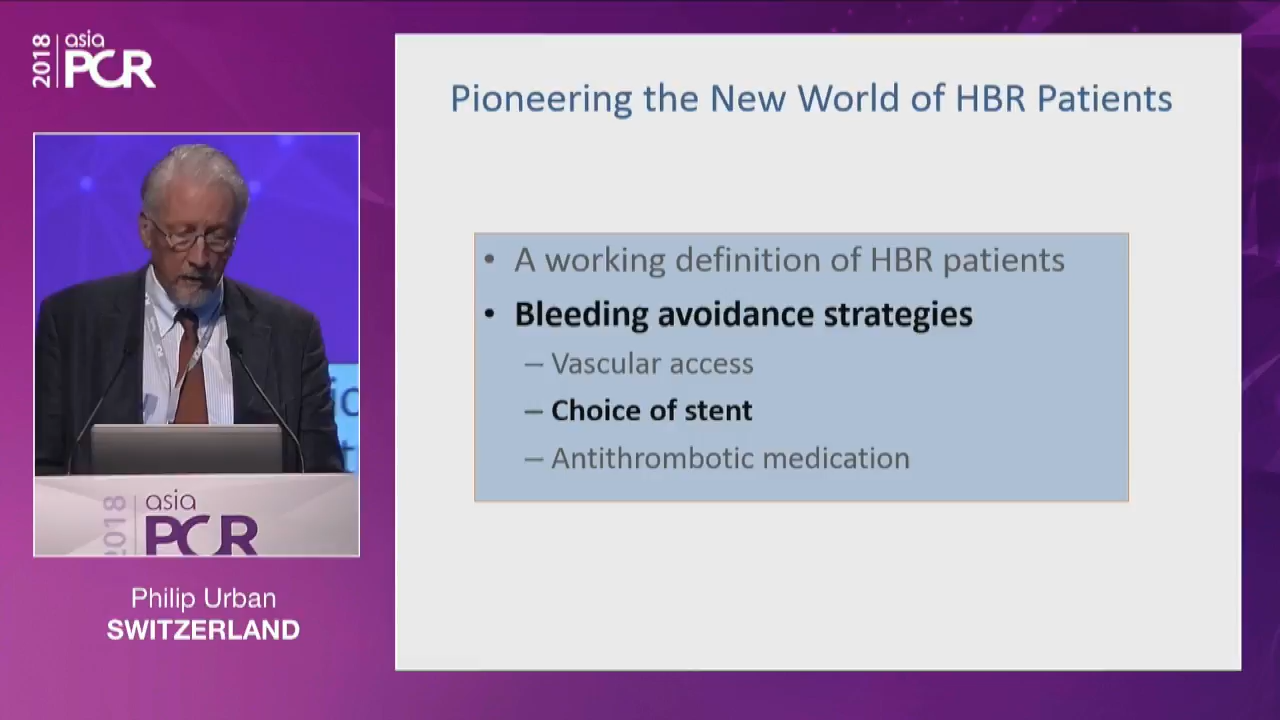 2018
asia
PCR
Pioneering the New World of HBR Patients
• A working definition of HBR patients
• Bleeding avoidance strategies
– Vascular access
– Choice of stent
– Antithrombotic medication
2018
asia
PCR
Philip Urban
SWITZERLAND